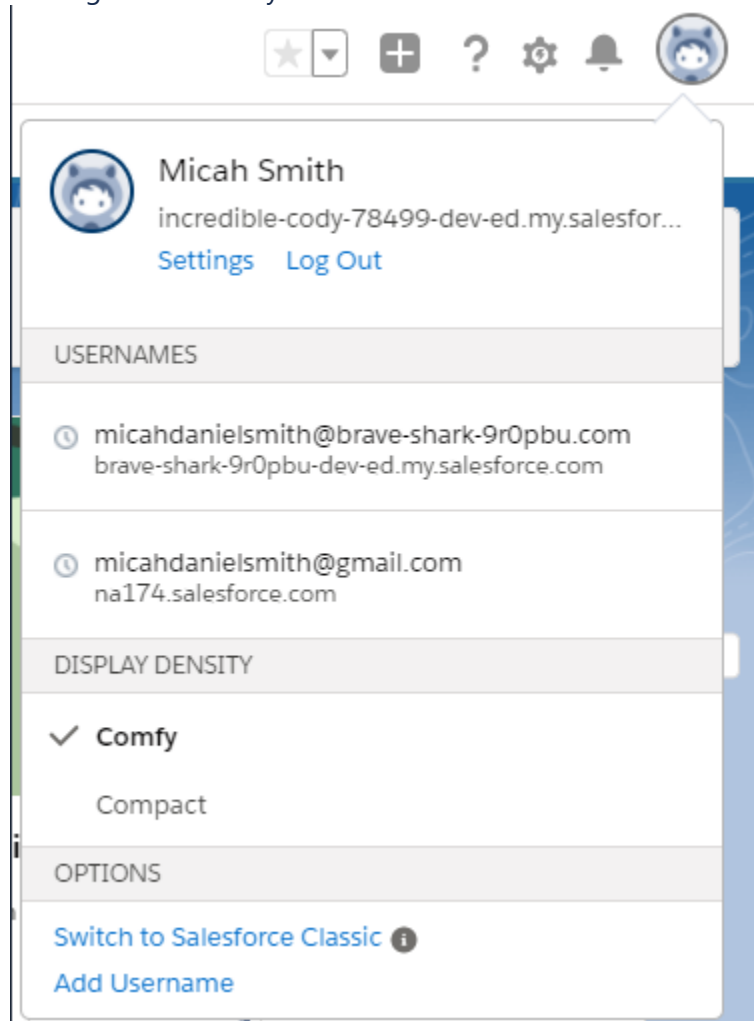 Micah Smith
incredible-cody-78499-dev-ed.my.salesfor...
Settings Log Out
USERNAMES
micahdanielsmith@brave-shark-9r0pbu.com
brave-shark-9r0pbu-dev-ed.my.salesforce.com
micahdanielsmith@gmail.com
na174.salesforce.com
DISPLAY DENSITY
Comfy
Compact
OPTIONS
Switch to Salesforce Classic
Add Username